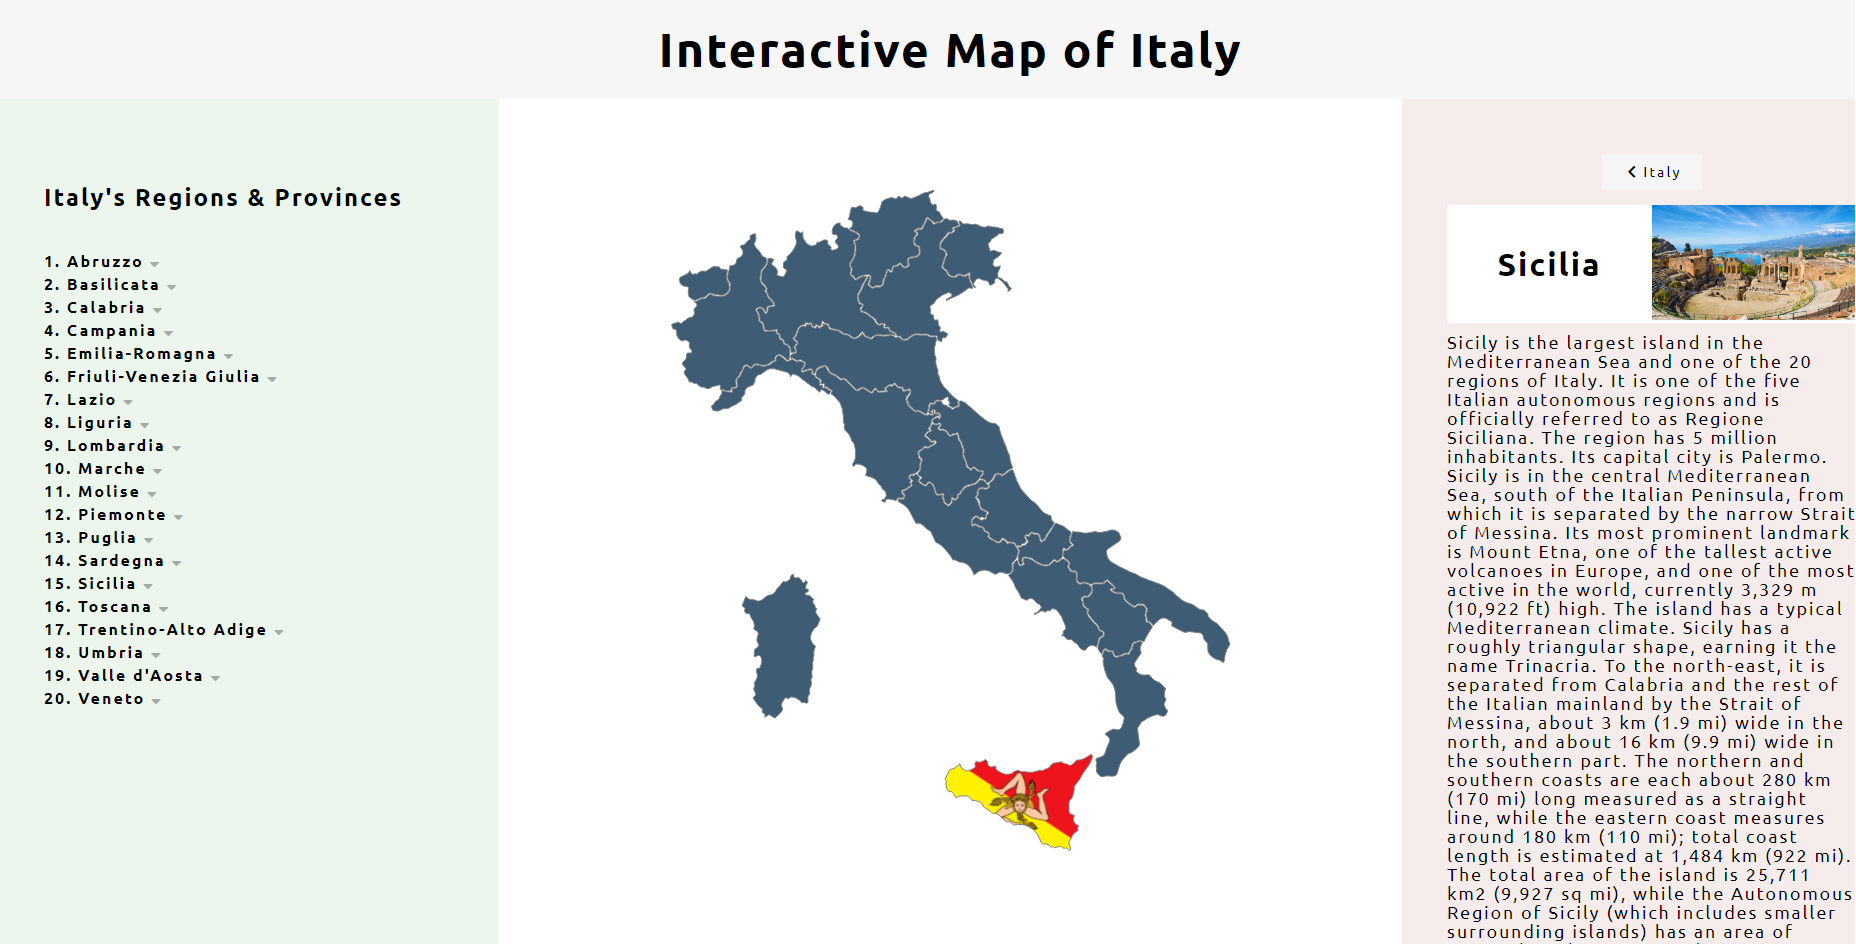 Interactive Map of Italy
Italy's Regions & Provinces
1. Abruzzo
2. Basilicata
3. Calabria
4. Campania
5. Emilia-Romagna
6. Friuli-Venezia Giulia
7. Lazio
8. Liguria
9. Lombardia
10. Marche
11. Molise
12. Piemonte
13. Puglia
14. Sardegna
15. Sicilia
16. Toscana
17. Trentino-Alto Adige
18. Umbria
19. Valle d'Aosta
20. Veneto
Italy
Sicilia
Sicily is the largest island in the
Mediterranean Sea and one of the 20
regions of Italy. It is one of the five
Italian autonomous regions and is
officially referred to as Regione
Siciliana. The region has 5 million
inhabitants. Its capital city is Palermo.
Sicily is in the central Mediterranean
Sea, south of the Italian Peninsula, from
which it is separated by the narrow Strait
of Messina. Its most prominent landmark
is Mount Etna, one of the tallest active
volcanoes in Europe, and one of the most
active in the world, currently 3,329 m
(10,922 ft) high. The island has a typical
Mediterranean climate. Sicily has a
roughly triangular shape, earning it the
name Trinacria. To the north-east, it is
separated from Calabria and the rest of
the Italian mainland by the Strait of
Messina, about 3 km (1.9 mi) wide in the
north, and about 16 km (9.9 mi) wide in
the southern part. The northern and
southern coasts are each about 280 km
(170 mi) long measured as a straight
line, while the eastern coast measures
around 180 km (110 mi); total coast
length is estimated at 1,484 km (922 mi).
The total area of the island is 25,711
km2 (9,927 sq mi), while the Autonomous
Region of Sicily (which includes smaller
surrounding islands) has an area of